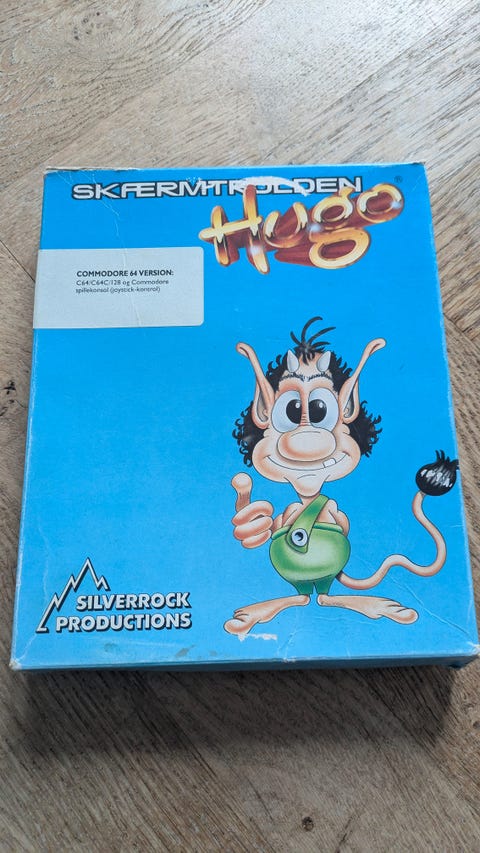 SKÆRMTROLDEN ®
Hugo
COMMODORE 64 VERSION:
C64/C64C/128 og Commodore
spillekonsol (joystick-kontrol)
SILVERROCK
PRODUCTIONS